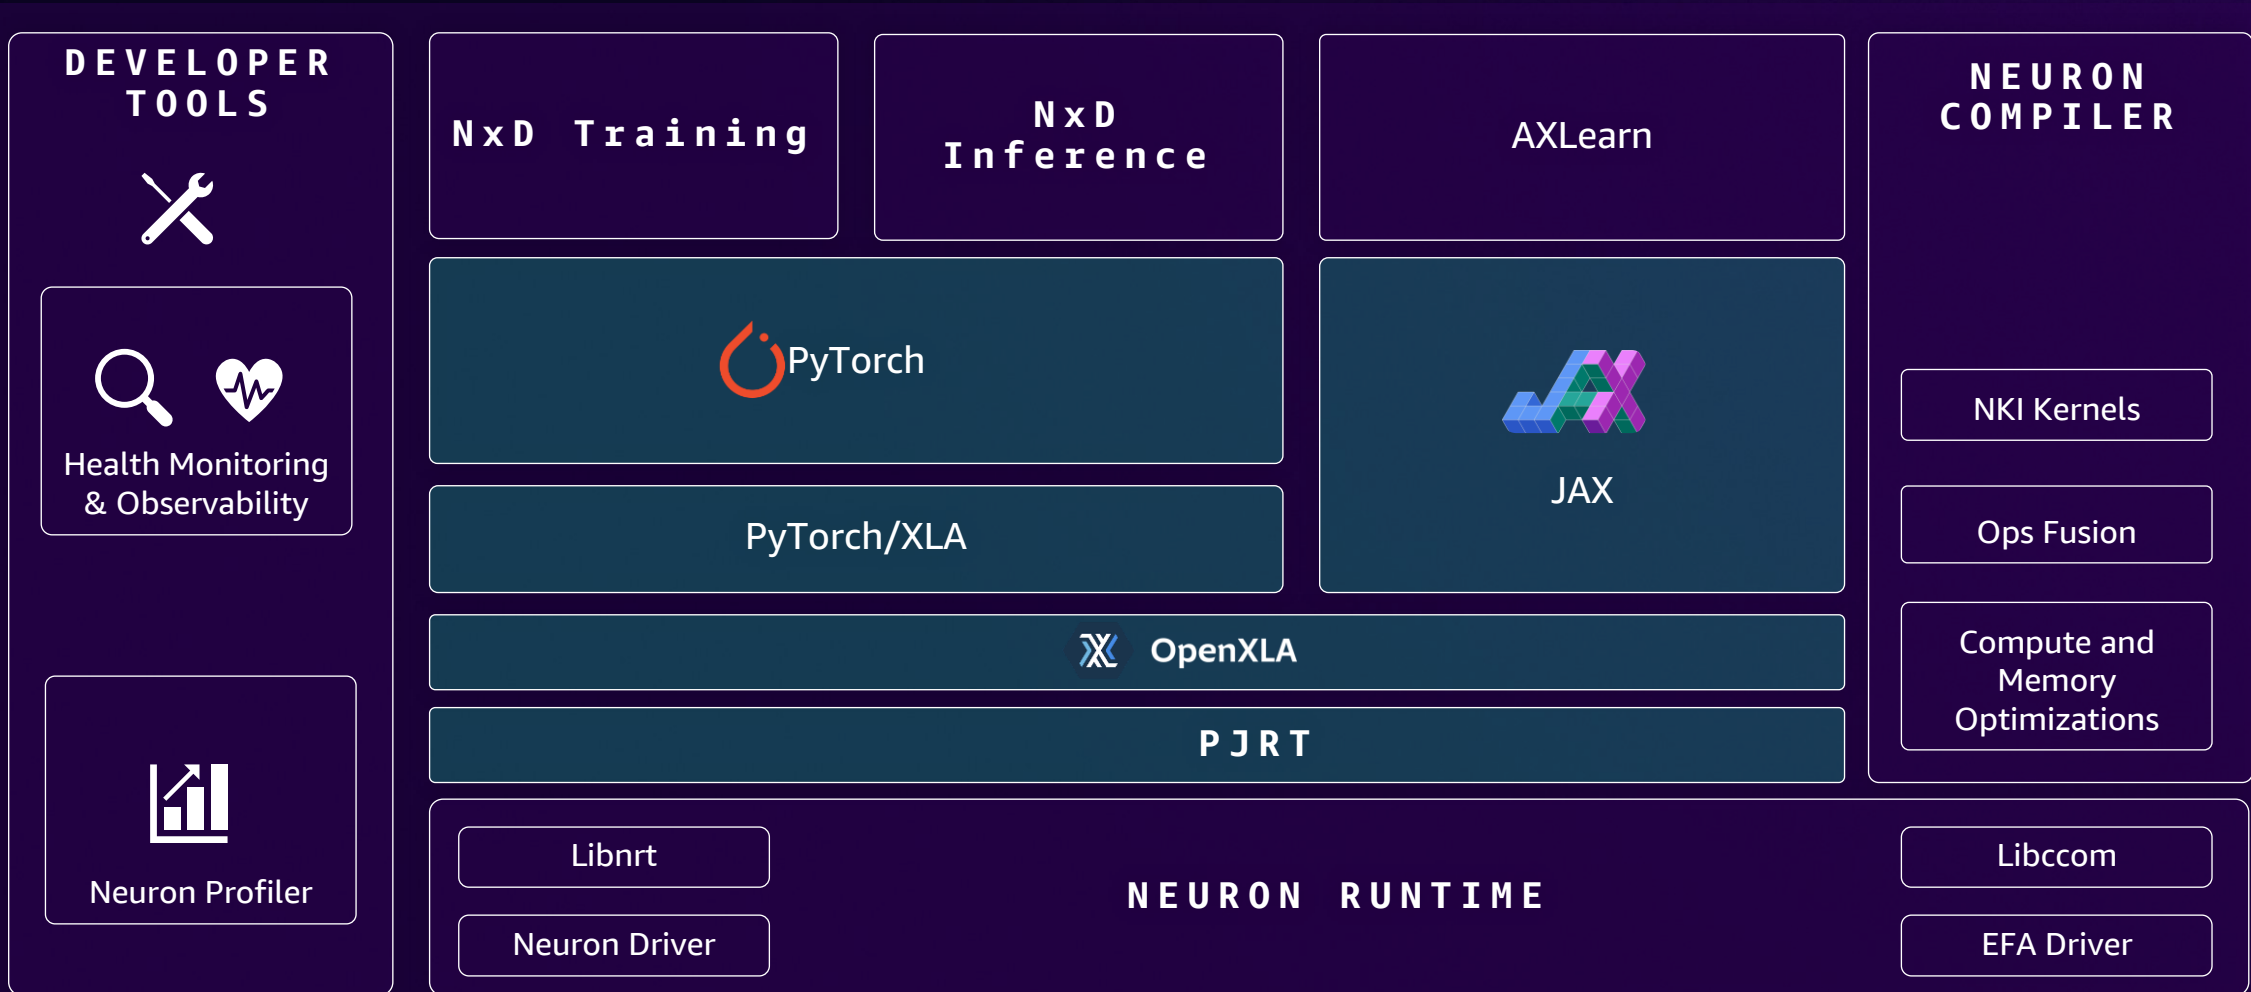 DEVELOPER
TOOLS
Health Monitoring
& Observability
Neuron Profiler
NxD Training
NxD
Inference
AXLearn
PyTorch
JAX
PyTorch/XLA
OpenXLA
PJRT
NEURON
COMPILER
NKI Kernels
Ops Fusion
Compute and
Memory
Optimizations
Libnrt
Neuron Driver
NEURON RUNTIME
Libccom
EFA Driver